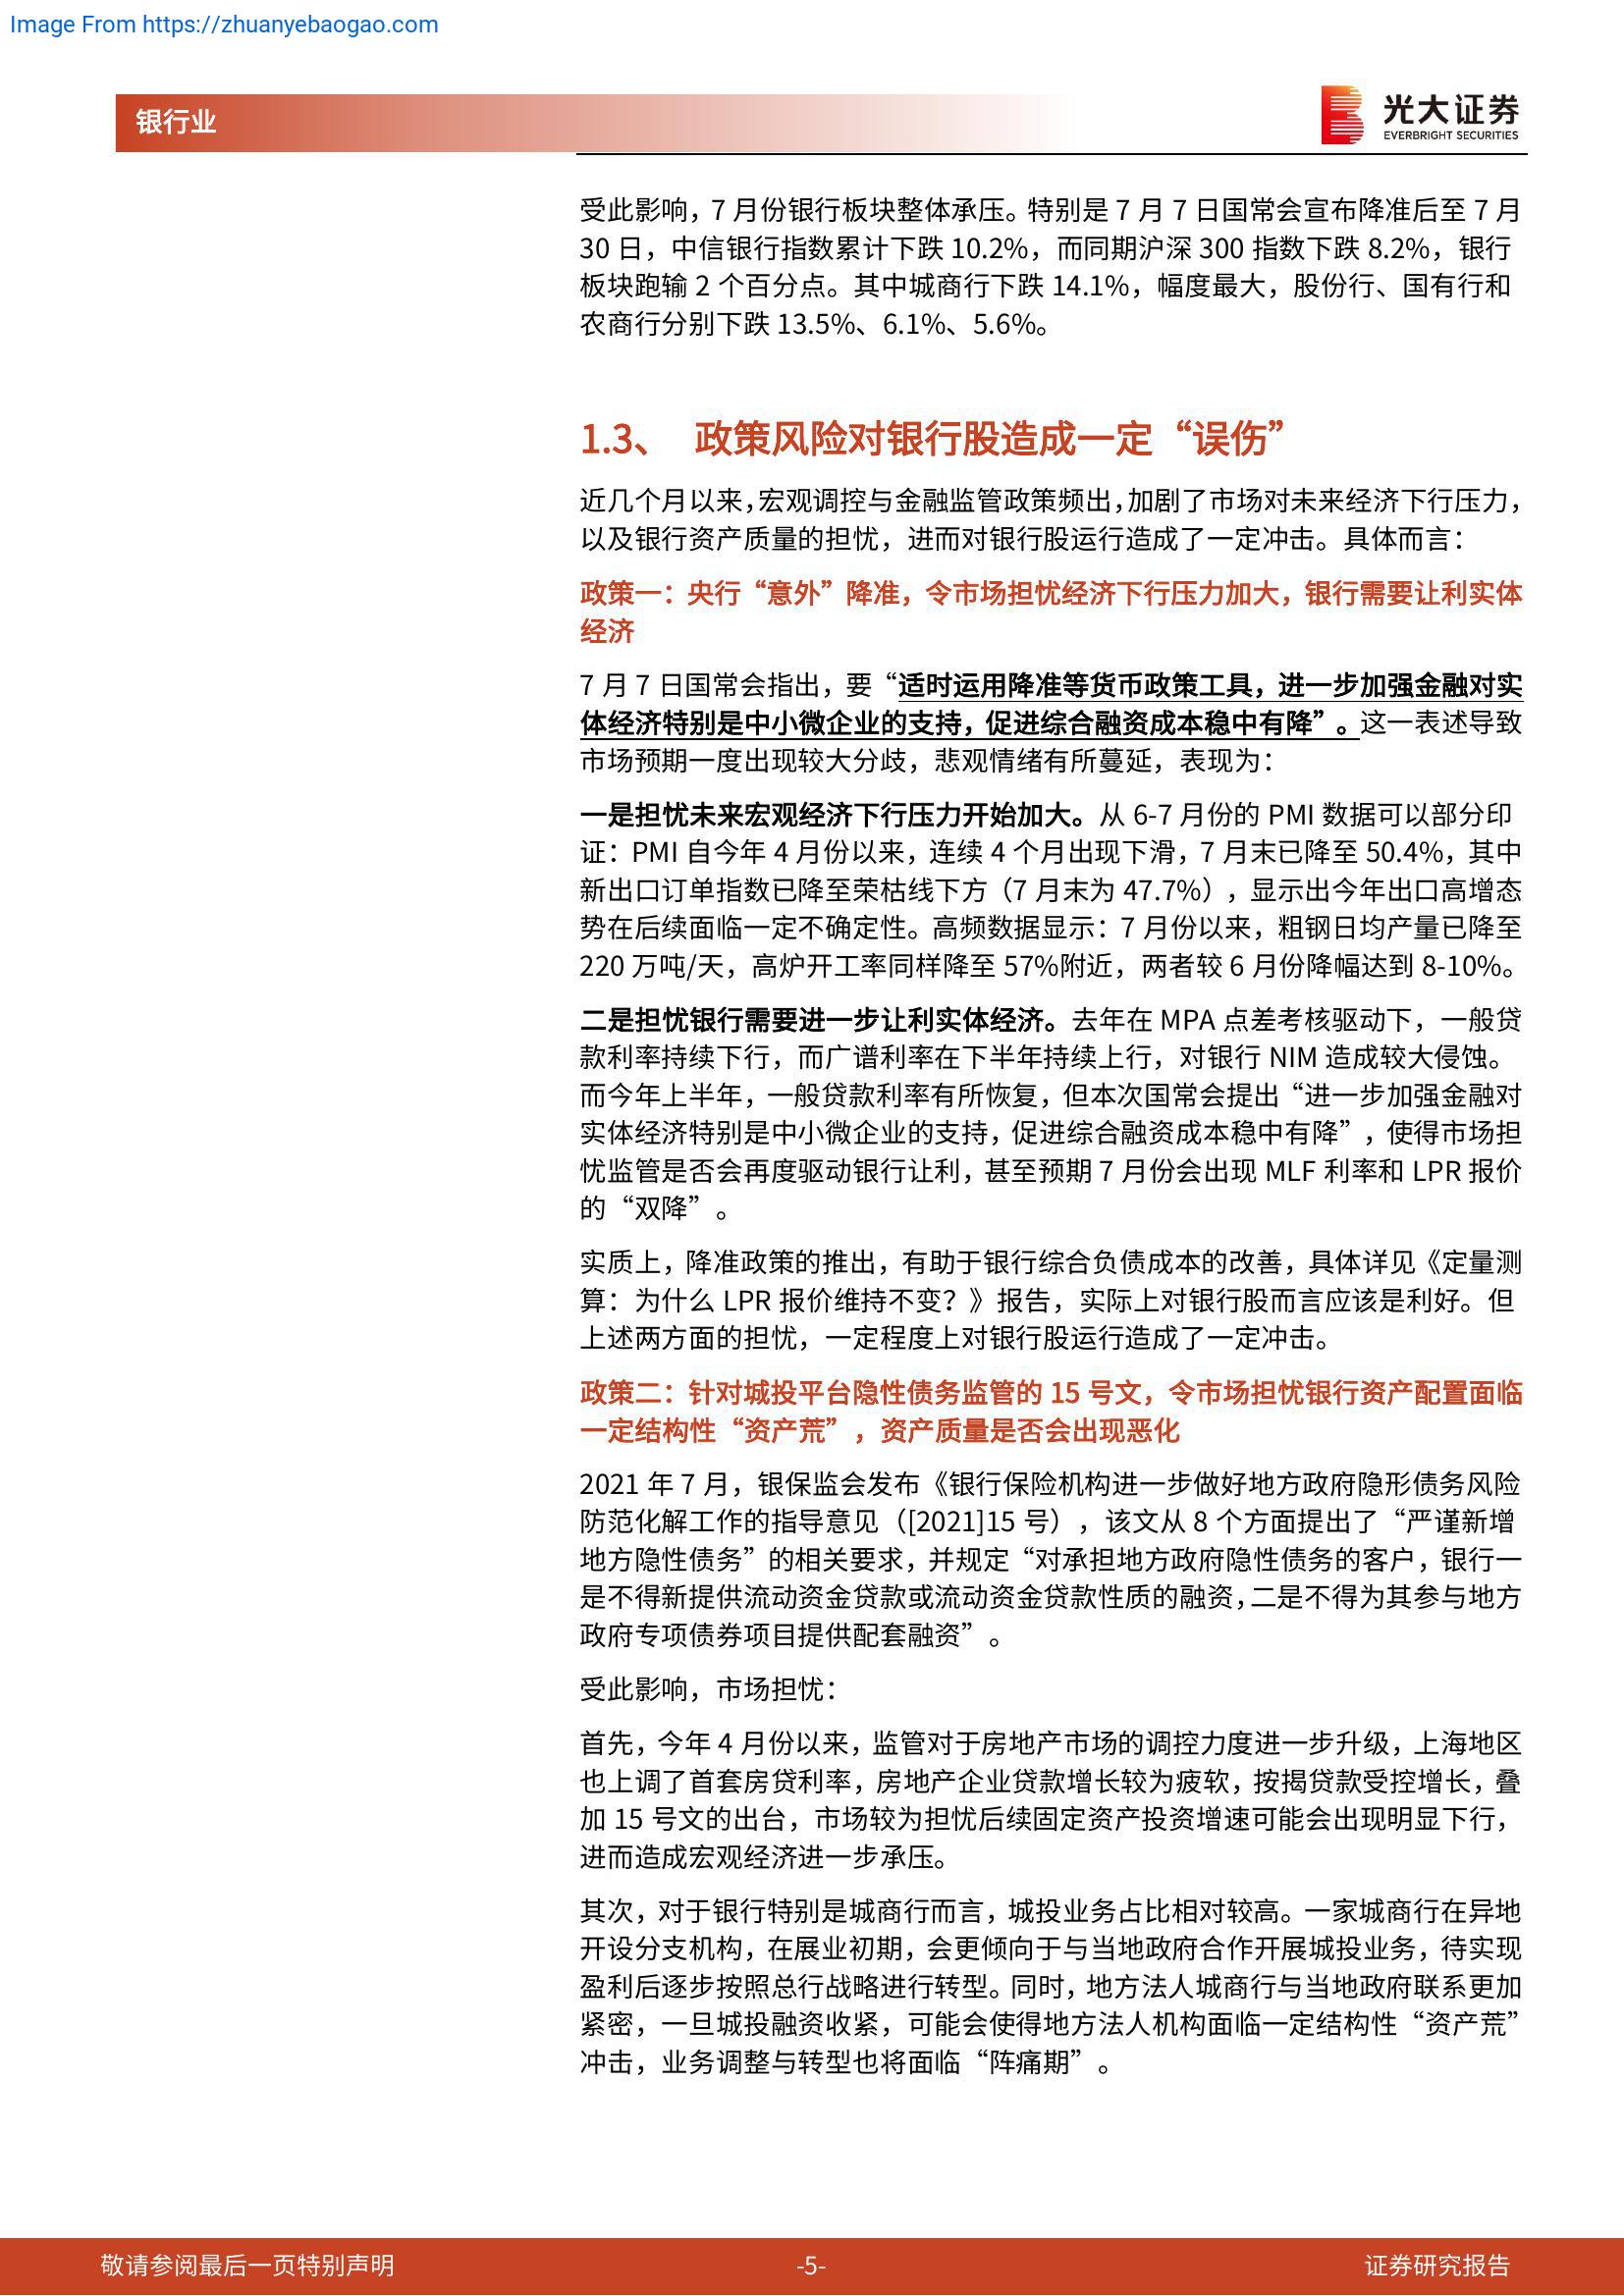 Image From https://zhuanyebaogao.com
银行业
光大证券
EVERBRIGHT SECURITIES
受此影响，7 月份银行板块整体承压。特别是 7 月 7 日国常会宣布降准后至 7 月
30 日，中信银行指数累计下跌 10.2%，而同期沪深 300 指数下跌 8.2%，银行
板块跑输 2 个百分点。其中城商行下跌 14.1%，幅度最大，股份行、国有行和
农商行分别下跌 13.5%、6.1%、5.6%。
1.3、 政策风险对银行股造成一定“误伤”
近几个月以来，宏观调控与金融监管政策频出，加剧了市场对未来经济下行压力，
以及银行资产质量的担忧，进而对银行股运行造成了一定冲击。具体而言：
政策一：央行“意外”降准，令市场担忧经济下行压力加大，银行需要让利实体
经济
7 月 7 日国常会指出，要“适时运用降准等货币政策工具，进一步加强金融对实
体经济特别是中小微企业的支持，促进综合融资成本稳中有降”。这一表述导致
市场预期一度出现较大分歧，悲观情绪有所蔓延，表现为：
一是担忧未来宏观经济下行压力开始加大。从 6-7 月份的 PMI 数据可以部分印
证：PMI 自今年 4 月份以来，连续 4 个月出现下滑，7 月末已降至 50.4%，其中
新出口订单指数已降至荣枯线下方（7 月末为 47.7%），显示出今年出口高增态
势在后续面临一定不确定性。高频数据显示：7 月份以来，粗钢日均产量已降至
220 万吨/天，高炉开工率同样降至 57%附近，两者较 6 月份降幅达到 8-10%。
二是担忧银行需要进一步让利实体经济。去年在 MPA 点差考核驱动下，一般贷
款利率持续下行，而广谱利率在下半年持续上行，对银行 NIM 造成较大侵蚀。
而今年上半年，一般贷款利率有所恢复，但本次国常会提出“进一步加强金融对
实体经济特别是中小微企业的支持，促进综合融资成本稳中有降”，使得市场担
忧监管是否会再度驱动银行让利，甚至预期 7 月份会出现 MLF 利率和 LPR 报价
的“双降”。
实质上，降准政策的推出，有助于银行综合负债成本的改善，具体详见《定量测
算：为什么 LPR 报价维持不变？》报告，实际上对银行股而言应该是利好。但
上述两方面的担忧，一定程度上对银行股运行造成了一定冲击。
政策二：针对城投平台隐性债务监管的 15 号文，令市场担忧银行资产配置面临
一定结构性“资产荒”，资产质量是否会出现恶化
2021 年 7 月，银保监会发布《银行保险机构进一步做好地方政府隐形债务风险
防范化解工作的指导意见（[2021]15 号），该文从 8 个方面提出了“严谨新增
地方隐性债务”的相关要求，并规定“对承担地方政府隐性债务的客户，银行一
是不得新提供流动资金贷款或流动资金贷款性质的融资，二是不得为其参与地方
政府专项债券项目提供配套融资”。
受此影响，市场担忧：
首先，今年 4 月份以来，监管对于房地产市场的调控力度进一步升级，上海地区
也上调了首套房贷利率，房地产企业贷款增长较为疲软，按揭贷款受控增长，叠
加 15 号文的出台，市场较为担忧后续固定资产投资增速可能会出现明显下行，
进而造成宏观经济进一步承压。
其次，对于银行特别是城商行而言，城投业务占比相对较高。一家城商行在异地
开设分支机构，在展业初期，会更倾向于与当地政府合作开展城投业务，待实现
盈利后逐步按照总行战略进行转型。同时，地方法人城商行与当地政府联系更加
紧密，一旦城投融资收紧，可能会使得地方法人机构面临一定结构性“资产荒”
冲击，业务调整与转型也将面临“阵痛期”。
敬请参阅最后一页特别声明
-5-
证券研究报告